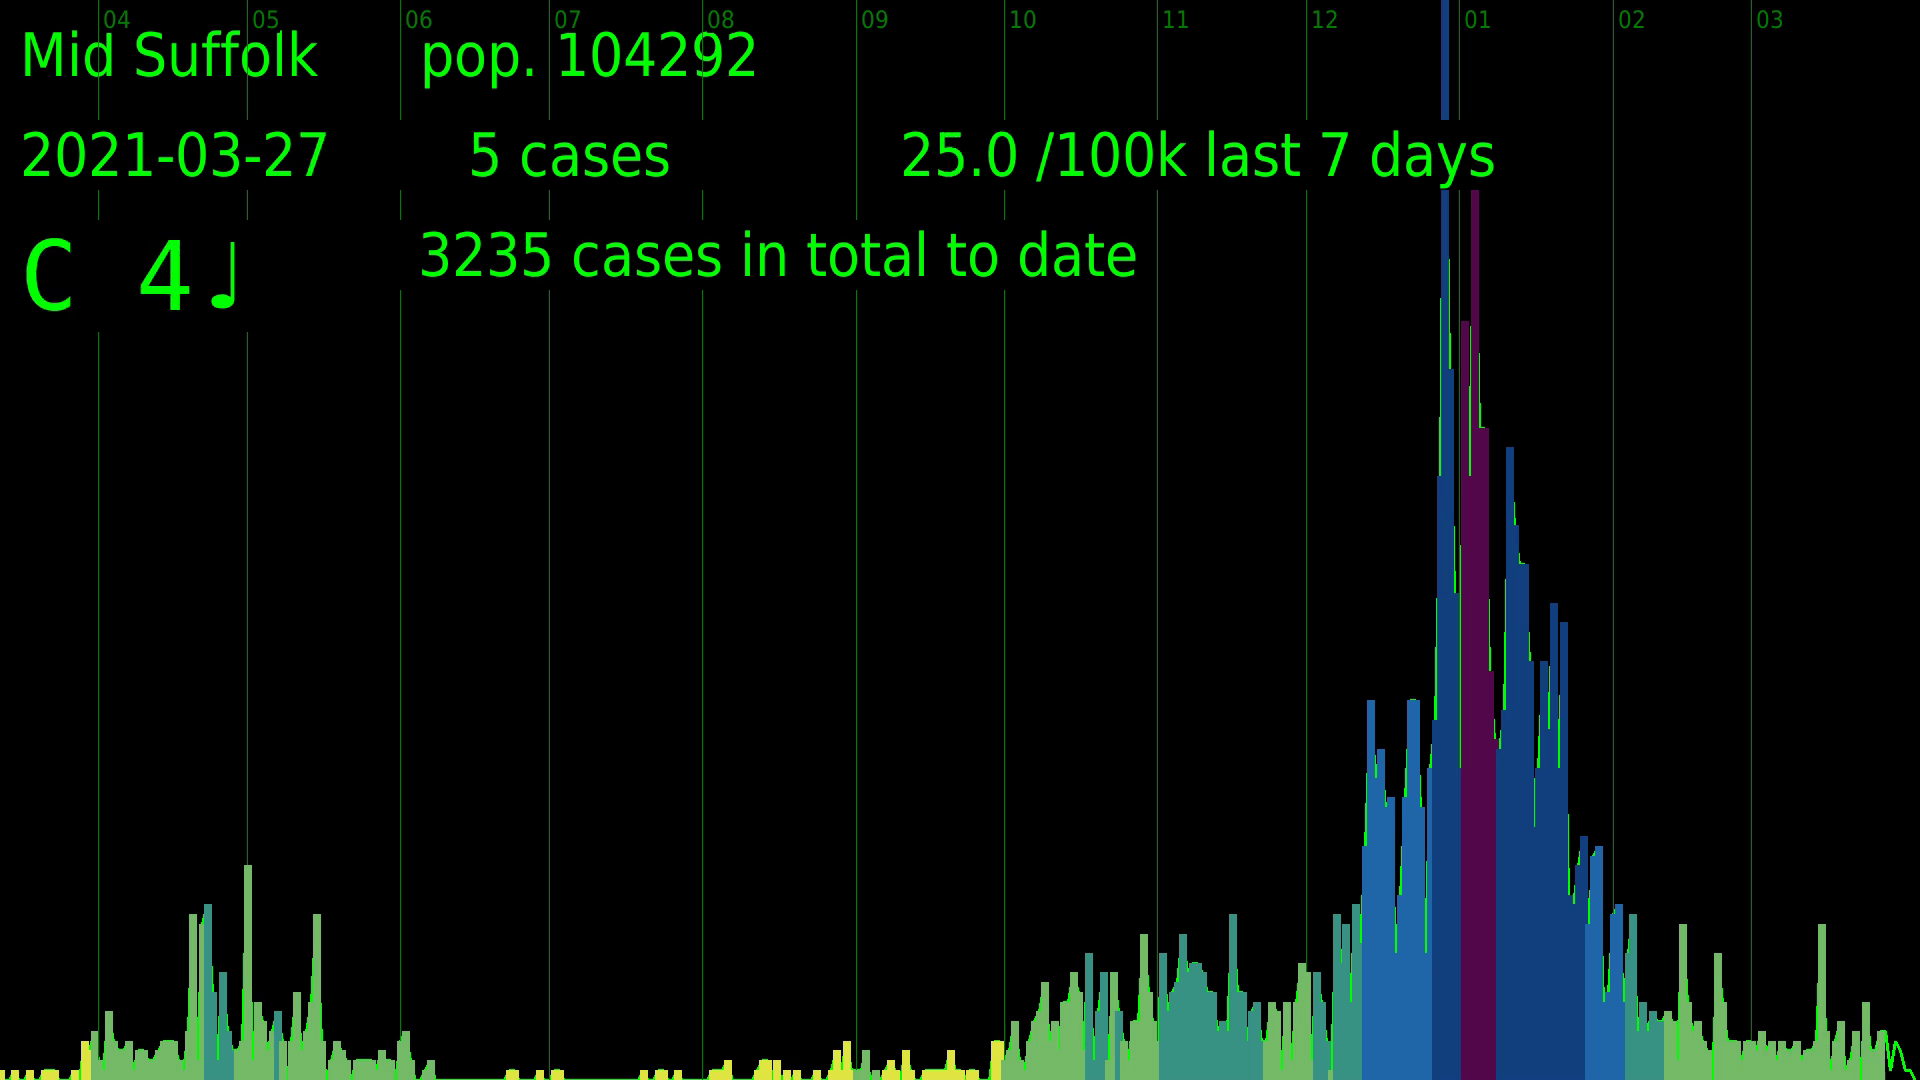 04 05 06 07 08 09 10 11 12 01 02 03
Mid Suffolk pop. 104292
2021-03-27 5 cases 25.0 /100k last 7 days
C 4♩ 3235 cases in total to date